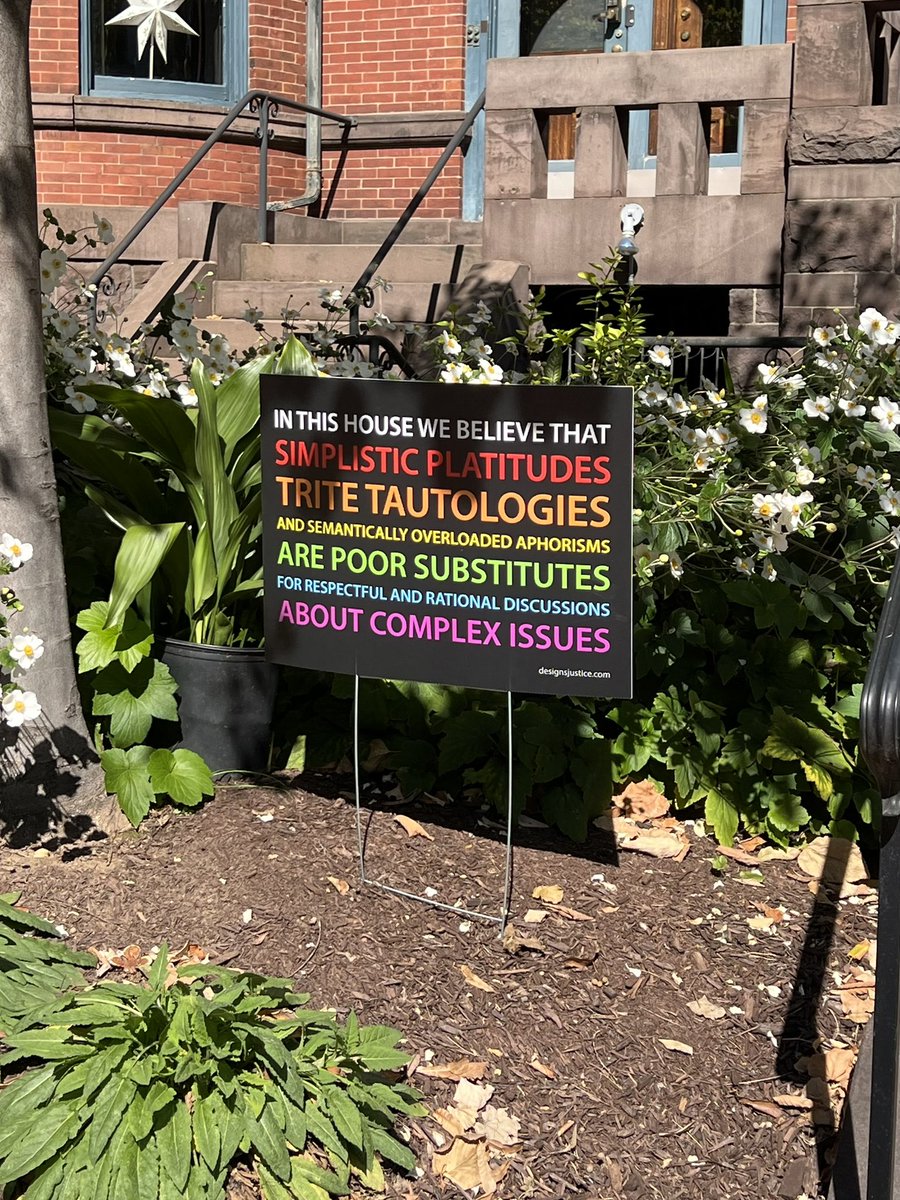 IN THIS HOUSE WE BELIEVE THAT
SIMPLISTIC PLATITUDES
TRITE TAUTOLOGIES
AND SEMANTICALLY OVERLOADED APHORISMS
ARE POOR SUBSTITUTES
FOR RESPECTFUL AND RATIONAL DISCUSSIONS
ABOUT COMPLEX ISSUES
designsjustice.com